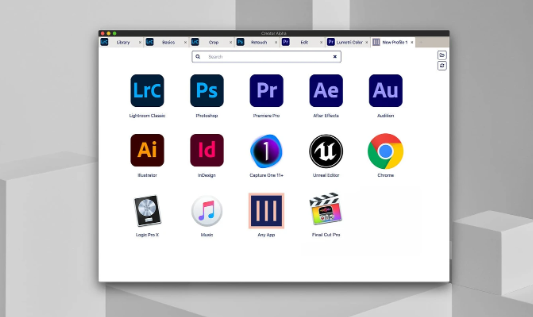 Creator Apps
Library Basics Crop Retouch Edit Lumetri Color New Profile 1
Search
LrC Ps Pr Ae Au
Lightroom Classic Photoshop Premiere Pro After Effects Audition
Ai Id 1
Illustrator InDesign Capture One 11+ Unreal Editor Chrome
Logic Pro X Music Any App Final Cut Pro